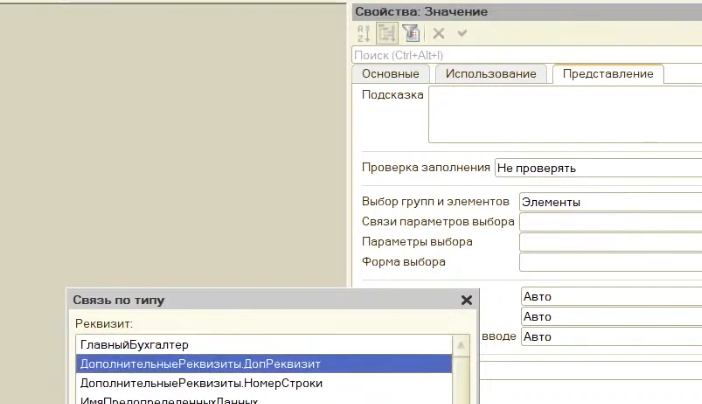 Свойства: Значение
Поиск (Ctrl+Alt+I)
Основные Использование Представление
Подсказка
Проверка заполнения Не проверять
Выбор групп и элементов Элементы
Связи параметров выбора
Параметры выбора
Форма выбора
Связь по типу
Авто
Реквизит:
Авто
вводе Авто
ГлавныйБухгалтер
ДополнительныеРеквизиты.ДопРеквизит
ДополнительныеРеквизиты.НомерСтроки
ИмяПредопределенныхДанных